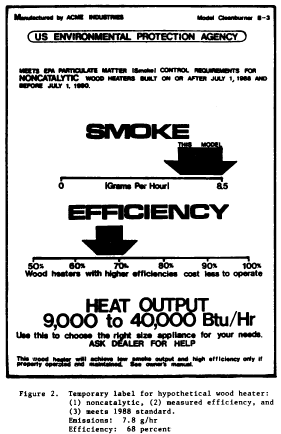 Manufactured by ACME INDUSTRIES Model Cleanburner S-3
US ENVIRONMENTAL PROTECTION AGENCY
MEETS EPA PARTICULATE MATTER (Smoke) CONTROL REQUIREMENTS FOR
NONCATALYTIC WOOD HEATERS BUILT ON OR AFTER JULY 1, 1988 AND
BEFORE JULY 1, 1990.
SMOKE
THIS MODEL
0 (Grams Per Hour) 8.5
EFFICIENCY
50% 60% 70% 80% 90% 100%
Wood heaters with higher efficiencies cost less to operate
HEAT OUTPUT
9,000 to 40,000 Btu/Hr
Use this to choose the right size appliance for your needs.
ASK DEALER FOR HELP
This wood heater will achieve low smoke output and high efficiency only if
properly operated and maintained. See owner's manual.
Figure 2. Temporary label for hypothetical wood heater:
(1) noncatalytic, (2) measured efficiency, and
(3) meets 1988 standard.
Emissions: 7.8 g/hr
Efficiency: 68 percent